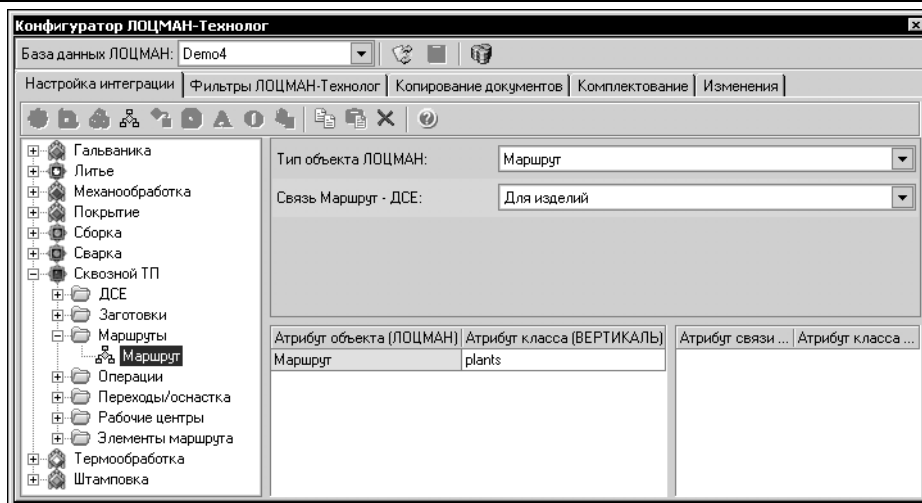 Конфигуратор ЛОЦМАН-Технолог
База данных ЛОЦМАН: Demo4
Настройка интеграции Фильтры ЛОЦМАН-Технолог Копирование документов Комплектование Изменения
Гальваника
Литье
Механообработка
Покрытие
Сборка
Сварка
Сквозной ТП
ДСЕ
Заготовки
Маршруты
Маршрут
Операции
Переходы/оснастка
Рабочие центры
Элементы маршрута
Термообработка
Штамповка
Тип объекта ЛОЦМАН: Маршрут
Связь Маршрут - ДСЕ: Для изделий
Атрибут объекта (ЛОЦМАН) Атрибут класса (ВЕРТИКАЛЬ) Атрибут связи ... Атрибут класса ...
Маршрут plants